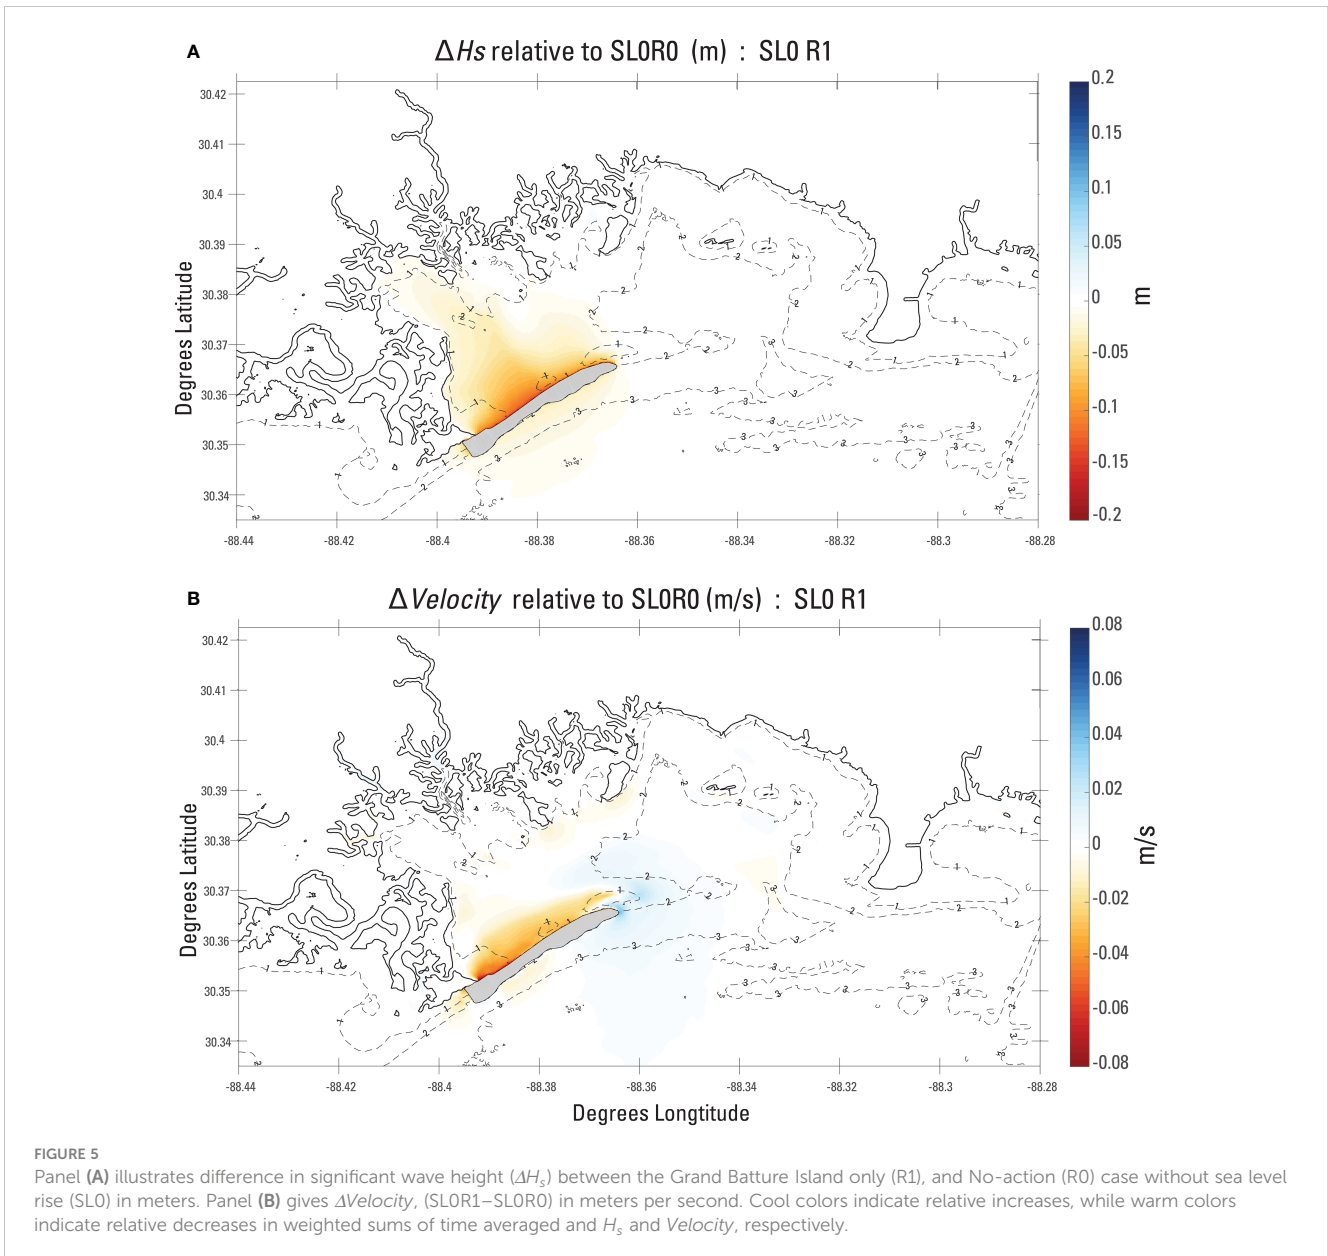 A
ΔHs relative to SL0R0 (m) : SL0 R1
30.42
30.41
30.4
30.39
30.38
30.37
30.36
30.35
30.34
Degrees Latitude
-88.44 -88.42 -88.4 -88.38 -88.36 -88.34 -88.32 -88.3 -88.28
0.2
0.15
0.1
0.05
0
-0.05
-0.1
-0.15
-0.2
m
B
ΔVelocity relative to SL0R0 (m/s) : SL0 R1
30.42
30.41
30.4
30.39
30.38
30.37
30.36
30.35
30.34
Degrees Latitude
-88.44 -88.42 -88.4 -88.38 -88.36 -88.34 -88.32 -88.3 -88.28
Degrees Longtitude
0.08
0.06
0.04
0.02
0
-0.02
-0.04
-0.06
-0.08
m/s
FIGURE 5
Panel (A) illustrates difference in significant wave height (ΔHs) between the Grand Batture Island only (R1), and No-action (R0) case without sea level
rise (SL0) in meters. Panel (B) gives ΔVelocity, (SL0R1–SL0R0) in meters per second. Cool colors indicate relative increases, while warm colors
indicate relative decreases in weighted sums of time averaged and Hs and Velocity, respectively.